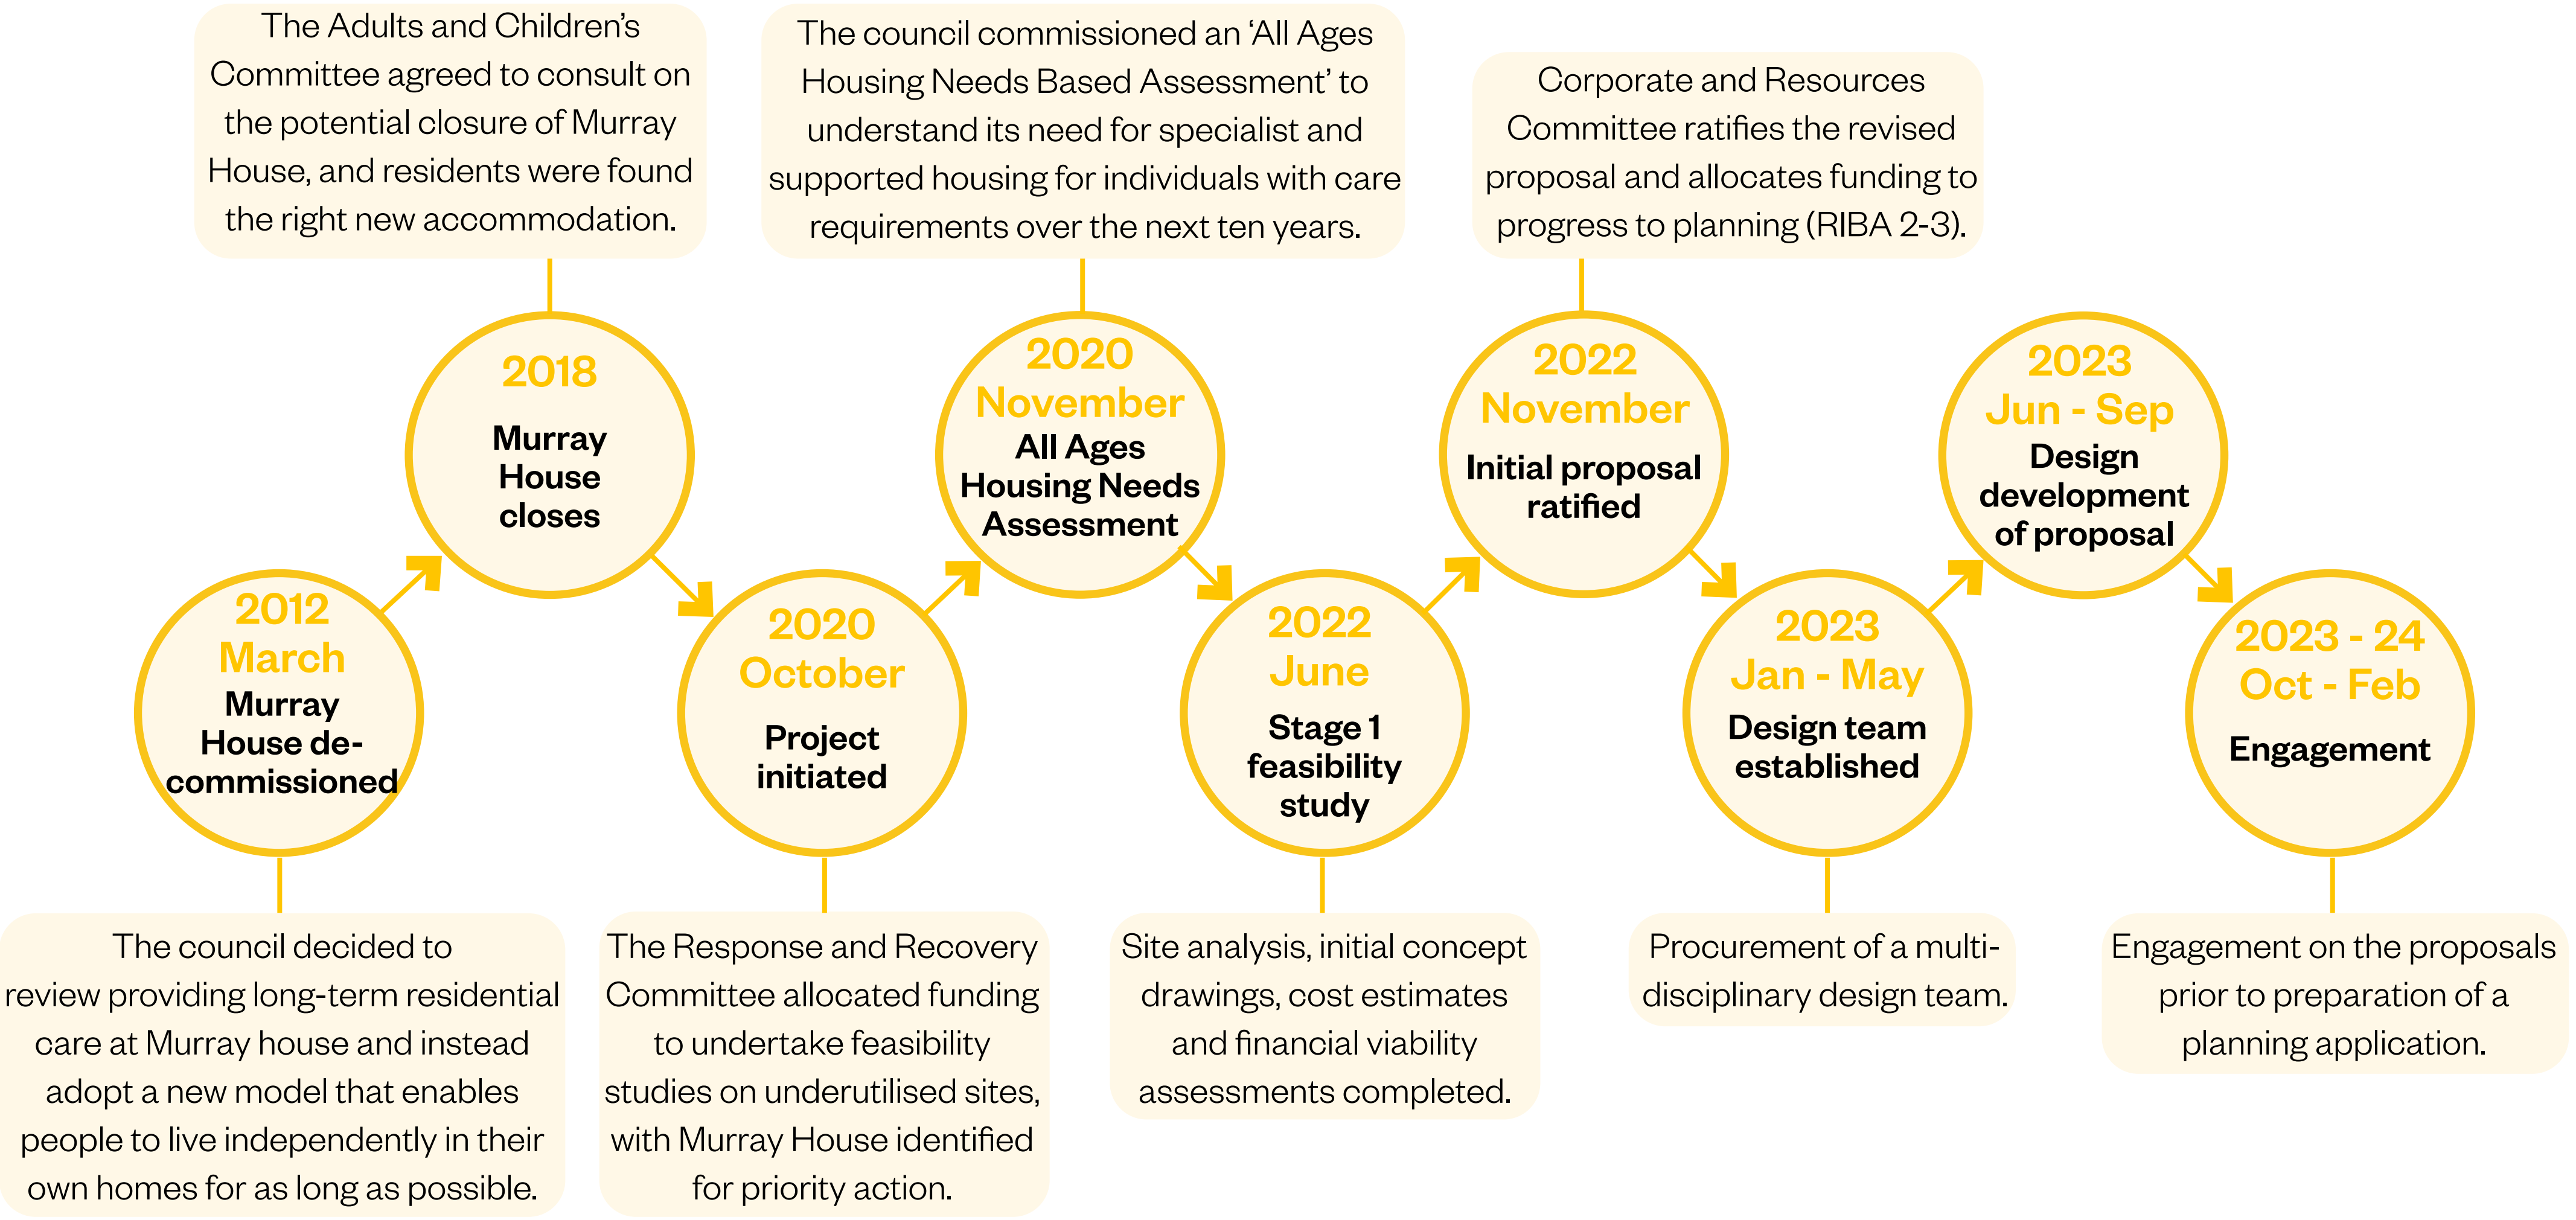 The Adults and Children's
Committee agreed to consult on
the potential closure of Murray
House, and residents were found
the right new accommodation.
The council commissioned an ‘All Ages
Housing Needs Based Assessment’ to
understand its need for specialist and
supported housing for individuals with care
requirements over the next ten years.
Corporate and Resources
Committee ratifies the revised
proposal and allocates funding to
progress to planning (RIBA 2-3).
2018
Murray
House
closes
2020
November
All Ages
Housing Needs
Assessment
2022
November
Initial proposal
ratified
2023
Jun - Sep
Design
development
of proposal
2012
March
Murray
House de-
commissioned
2020
October
Project
initiated
2022
June
Stage 1
feasibility
study
2023
Jan - May
Design team
established
2023 - 24
Oct - Feb
Engagement
The council decided to
review providing long-term residential
care at Murray house and instead
adopt a new model that enables
people to live independently in their
own homes for as long as possible.
The Response and Recovery
Committee allocated funding
to undertake feasibility
studies on underutilised sites,
with Murray House identified
for priority action.
Site analysis, initial concept
drawings, cost estimates
and financial viability
assessments completed.
Procurement of a multi-
disciplinary design team.
Engagement on the proposals
prior to preparation of a
planning application.